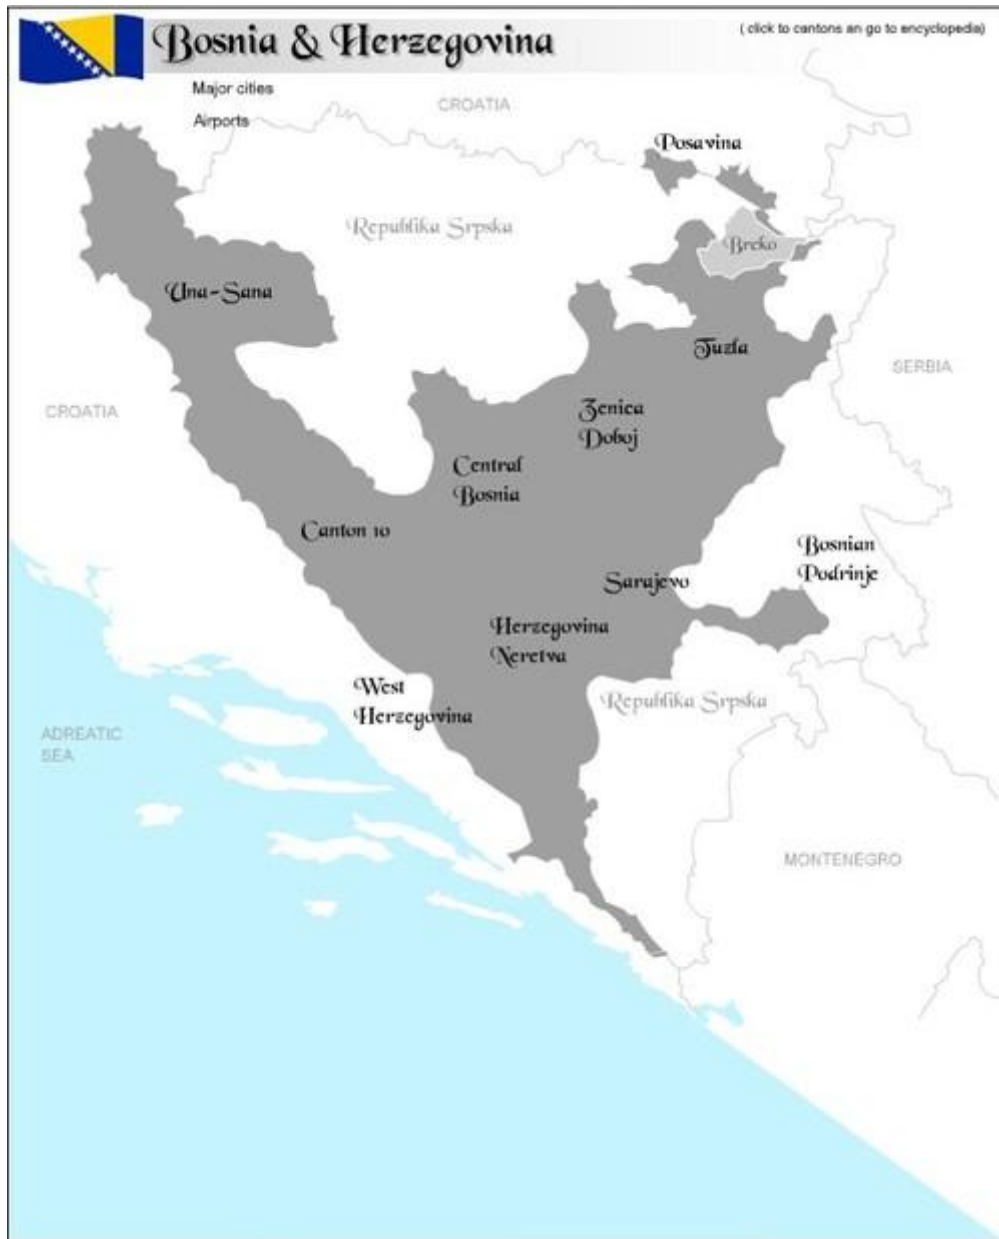 Bosnia & Herzegovina
( click to cantons an go to encyclopedia)
Major cities
Airports
CROATIA
Posavina
Republika Srpska
Brcko
Una-Sana
Tuzla
SERBIA
CROATIA
Zenica
Doboj
Central
Bosnia
Canton 10
Bosnian
Podrinje
Sarajevo
Herzegovina
Neretva
West
Herzegovina
Republika Srpska
ADREATIC
SEA
MONTENEGRO